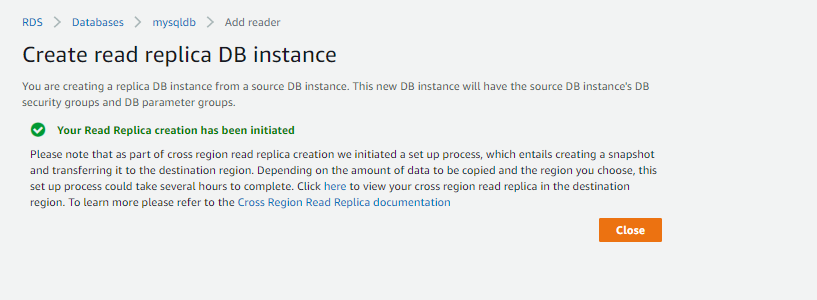 RDS > Databases > mysqldb > Add reader
Create read replica DB instance
You are creating a replica DB instance from a source DB instance. This new DB instance will have the source DB instance's DB
security groups and DB parameter groups.
Your Read Replica creation has been initiated
Please note that as part of cross region read replica creation we initiated a set up process, which entails creating a snapshot
and transferring it to the destination region. Depending on the amount of data to be copied and the region you choose, this
set up process could take several hours to complete. Click here to view your cross region read replica in the destination
region. To learn more please refer to the Cross Region Read Replica documentation
Close